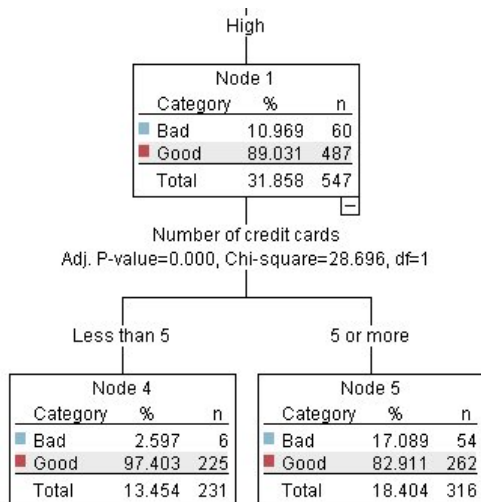 High
Node 1
Category % n
Bad 10.969 60
Good 89.031 487
Total 31.858 547
Number of credit cards
Adj. P-value=0.000, Chi-square=28.696, df=1
Less than 5
5 or more
Node 4
Category % n
Bad 2.597 6
Good 97.403 225
Total 13.454 231
Node 5
Category % n
Bad 17.089 54
Good 82.911 262
Total 18.404 316